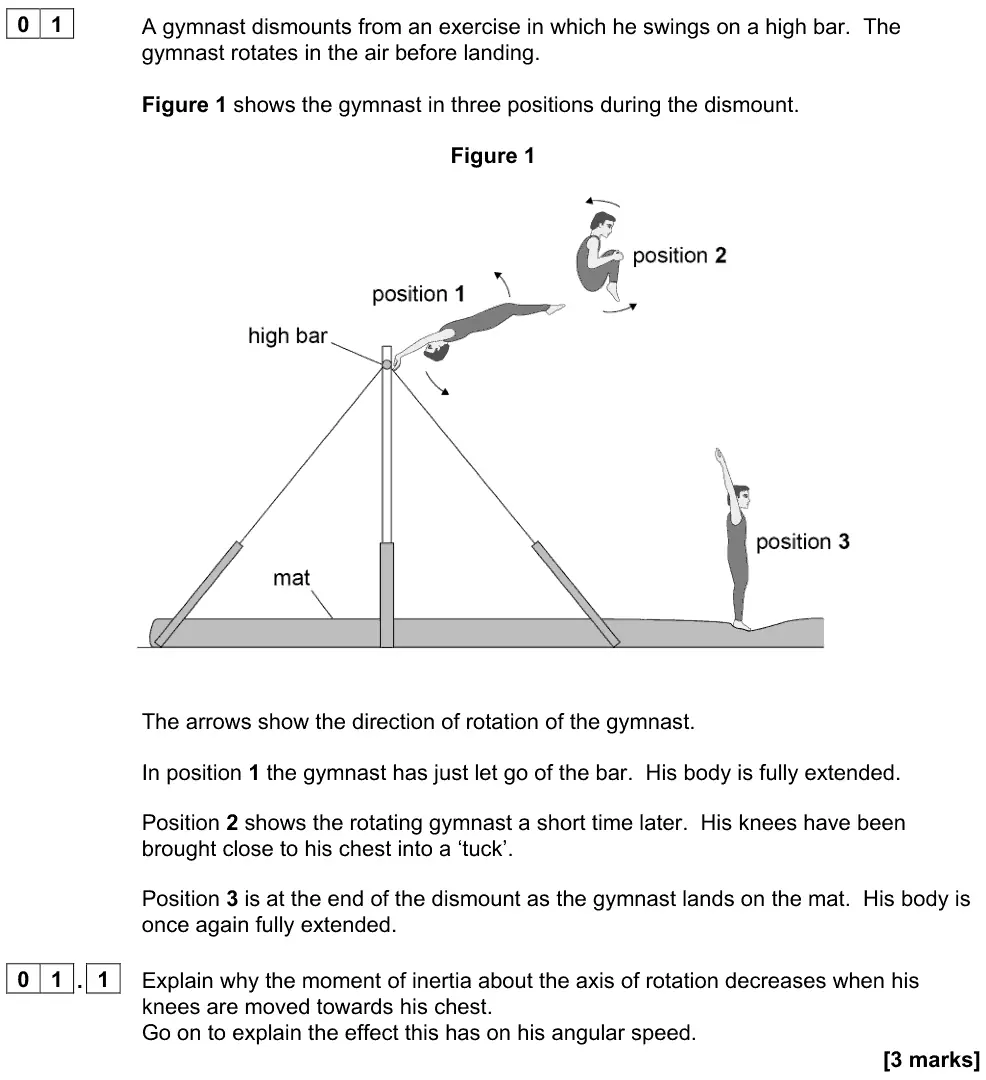 0 1 A gymnast dismounts from an exercise in which he swings on a high bar. The
gymnast rotates in the air before landing.
Figure 1 shows the gymnast in three positions during the dismount.
Figure 1
position 2
position 1
high bar
position 3
mat
The arrows show the direction of rotation of the gymnast.
In position 1 the gymnast has just let go of the bar. His body is fully extended.
Position 2 shows the rotating gymnast a short time later. His knees have been
brought close to his chest into a ‘tuck’.
Position 3 is at the end of the dismount as the gymnast lands on the mat. His body is
once again fully extended.
0 1 . 1 Explain why the moment of inertia about the axis of rotation decreases when his
knees are moved towards his chest.
Go on to explain the effect this has on his angular speed.
[3 marks]